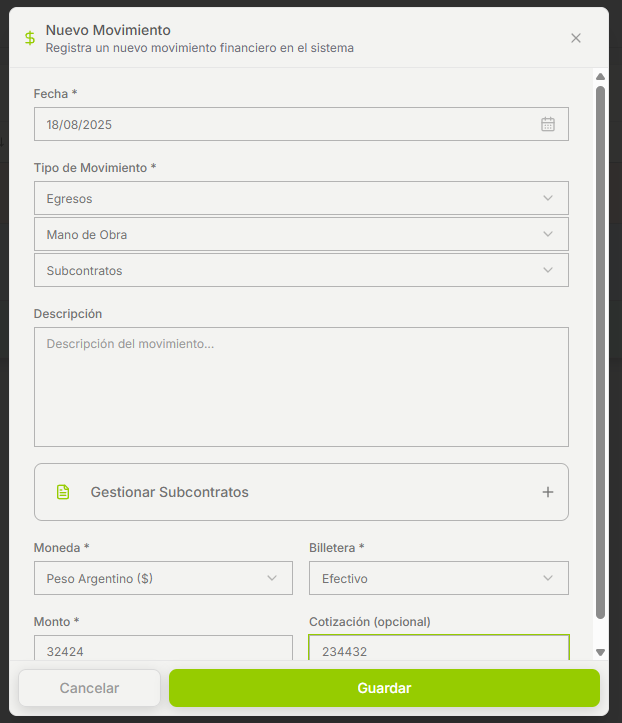 $ Nuevo Movimiento
Registra un nuevo movimiento financiero en el sistema
Fecha *
18/08/2025
Tipo de Movimiento *
Egresos
Mano de Obra
Subcontratos
Descripción
Descripción del movimiento...
Gestionar Subcontratos
Moneda * Billetera *
Peso Argentino ($) Efectivo
Monto * Cotización (opcional)
32424 234432
Cancelar Guardar